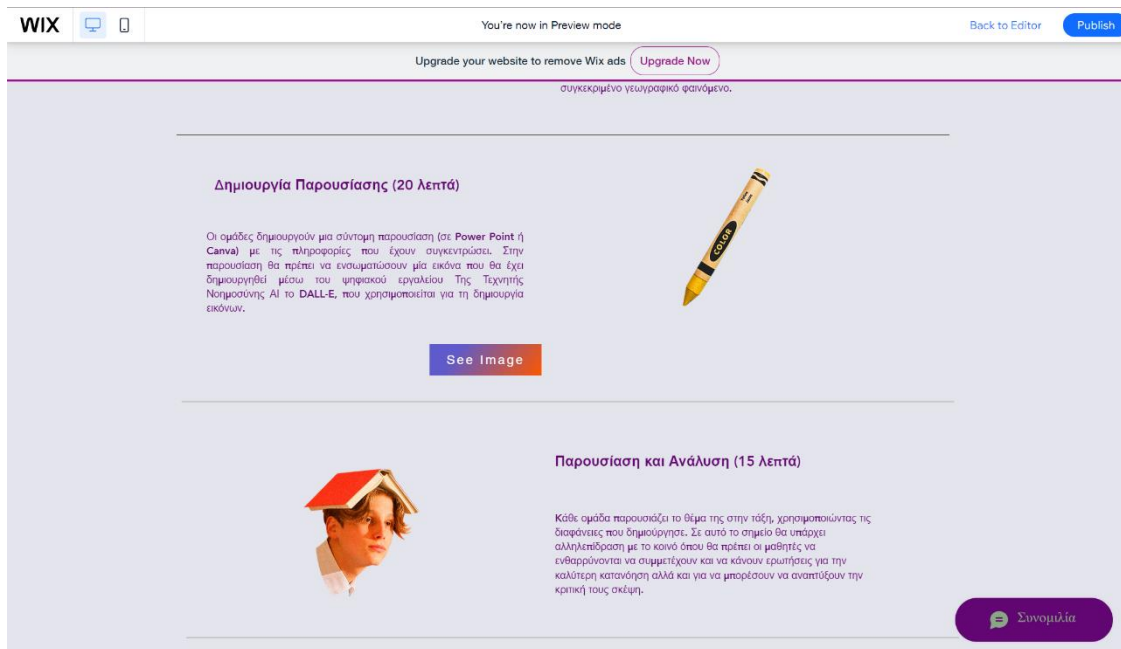 WIX
You're now in Preview mode
Back to Editor
Publish
Upgrade your website to remove Wix ads
Upgrade Now
συγκεκριμένο γεωγραφικό φαινόμενο.
Δημιουργία Παρουσίασης (20 λεπτά)
Οι ομάδες δημιουργούν μια σύντομη παρουσίαση (σε Power Point ή
Canva) με τις πληροφορίες που έχουν συγκεντρώσει. Στην
παρουσίαση θα πρέπει να ενσωματώσουν μία εικόνα που θα έχει
δημιουργηθεί μέσω του ψηφιακού εργαλείου Της Τεχνητής
Νοημοσύνης AI το DALL-E, που χρησιμοποιείται για τη δημιουργία
εικόνων.
COLOR
See Image
Παρουσίαση και Ανάλυση (15 λεπτά)
Κάθε ομάδα παρουσιάζει το θέμα της στην τάξη, χρησιμοποιώντας τις
διαφάνειες που δημιούργησε. Σε αυτό το σημείο θα υπάρχει
αλληλεπίδραση με το κοινό όπου θα πρέπει οι μαθητές να
ενθαρρύνονται να συμμετέχουν και να κάνουν ερωτήσεις για την
καλύτερη κατανόηση αλλά και για να μπορέσουν να αναπτύξουν την
κριτική τους σκέψη.
Συνομιλία